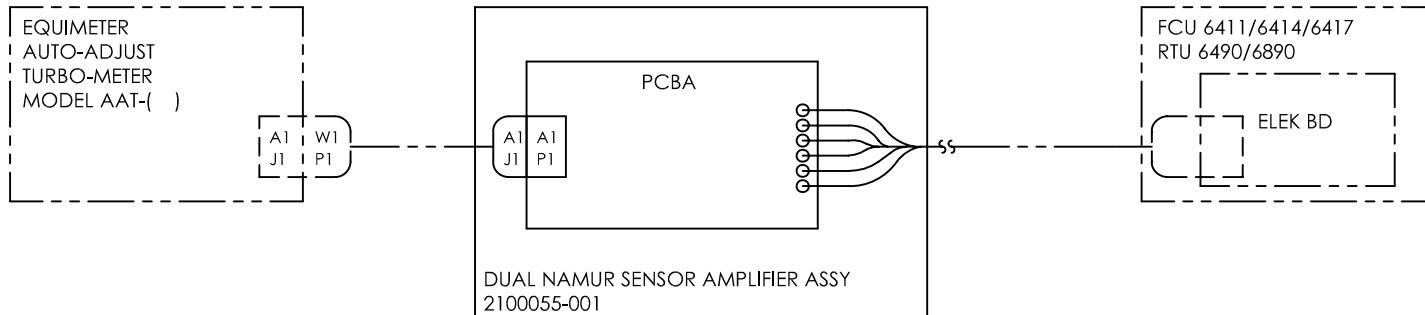 EQUIMETER
AUTO-ADJUST
TURBO-METER
MODEL AAT-(   )
A1 W1
J1 P1
A1 A1
J1 P1
PCBA
DUAL NAMUR SENSOR AMPLIFIER ASSY
2100055-001
FCU 6411/6414/6417
RTU 6490/6890
ELEK BD